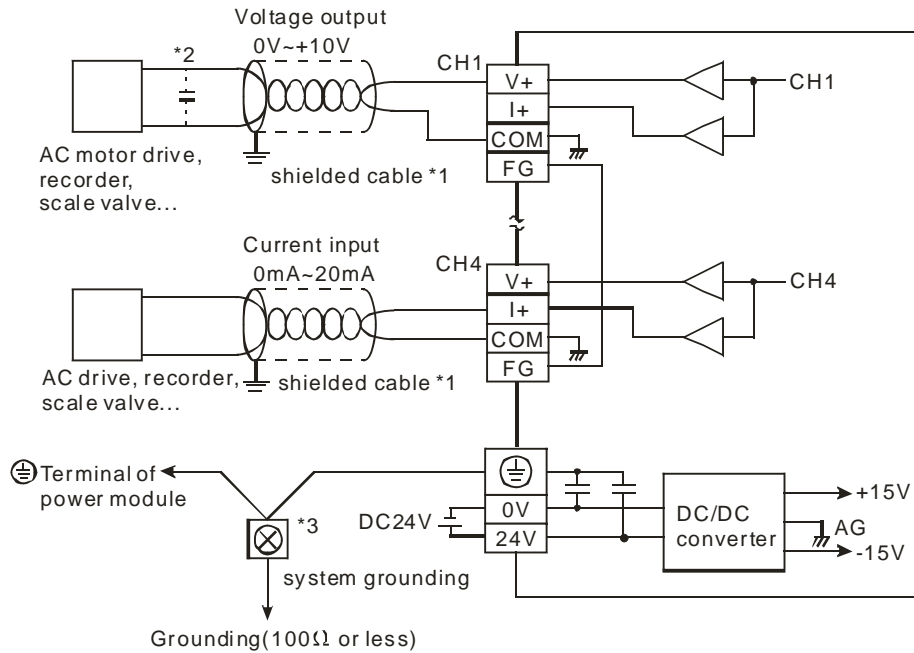 Voltage output
0V~+10V
*2
CH1
V+
I+
COM
FG
CH1
AC motor drive,
recorder,
scale valve...
shielded cable *1
Current input
0mA~20mA
CH4
V+
I+
COM
FG
CH4
AC drive, recorder,
scale valve...
shielded cable *1
Terminal of
power module
*3
DC24V
0V
24V
DC/DC
converter
+15V
AG
-15V
system grounding
Grounding(100Ω or less)